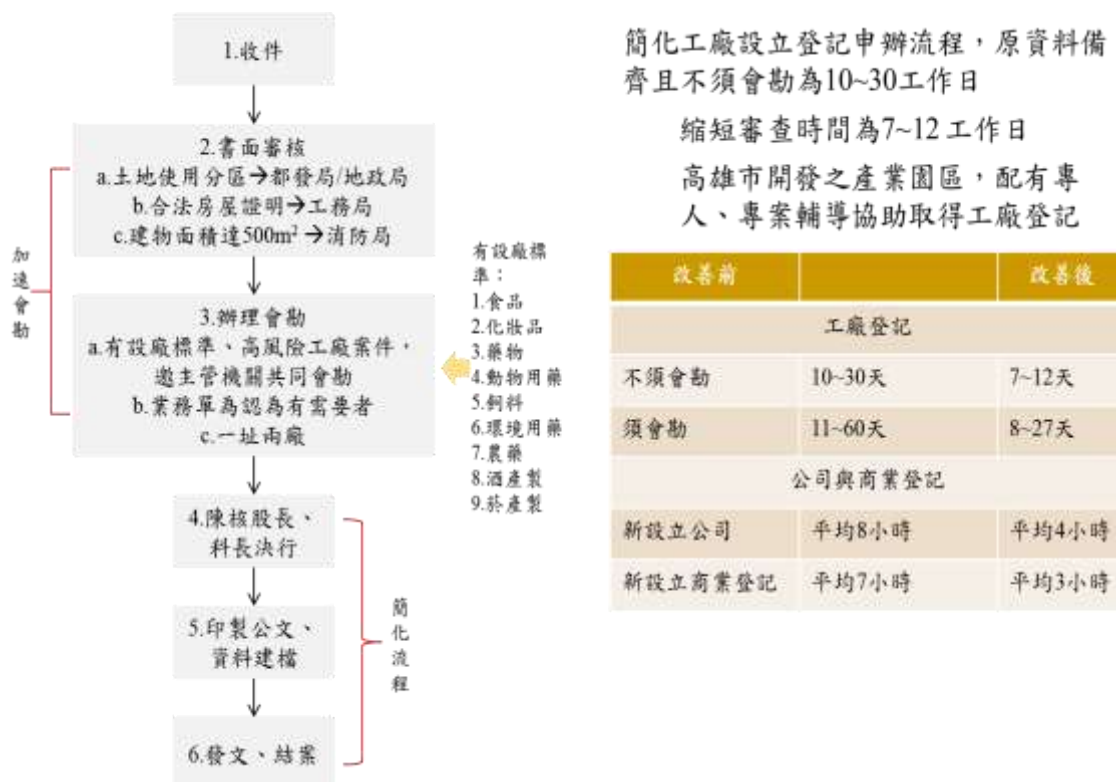 1.收件
2.書面審核
a.土地使用分區→都發局/地政局
b.合法房屋證明→工務局
c.建物面積達500m²→消防局
加速會勘
3.辦理會勘
a.有設廠標準、高風險工廠案件,
邀主管機關共同會勘
b.業務單為認為有需要者
c.一址兩廠
有設廠標
準:
1.食品
2.化妝品
3.藥物
4.動物用藥
5.飼料
6.環境用藥
7.農藥
8.酒產製
9.菸產製
4.陳核股長、
科長決行
5.印製公文、
資料建檔
6.發文、結案
簡化流程
簡化工廠設立登記申辦流程,原資料備
齊且不須會勘為10~30工作日
縮短審查時間為7~12工作日
高雄市開發之產業園區,配有專
人、專案輔導協助取得工廠登記
改善前 改善後
工廠登記
不須會勘 10~30天 7~12天
須會勘 11~60天 8~27天
公司與商業登記
新設立公司 平均8小時 平均4小時
新設立商業登記 平均7小時 平均3小時